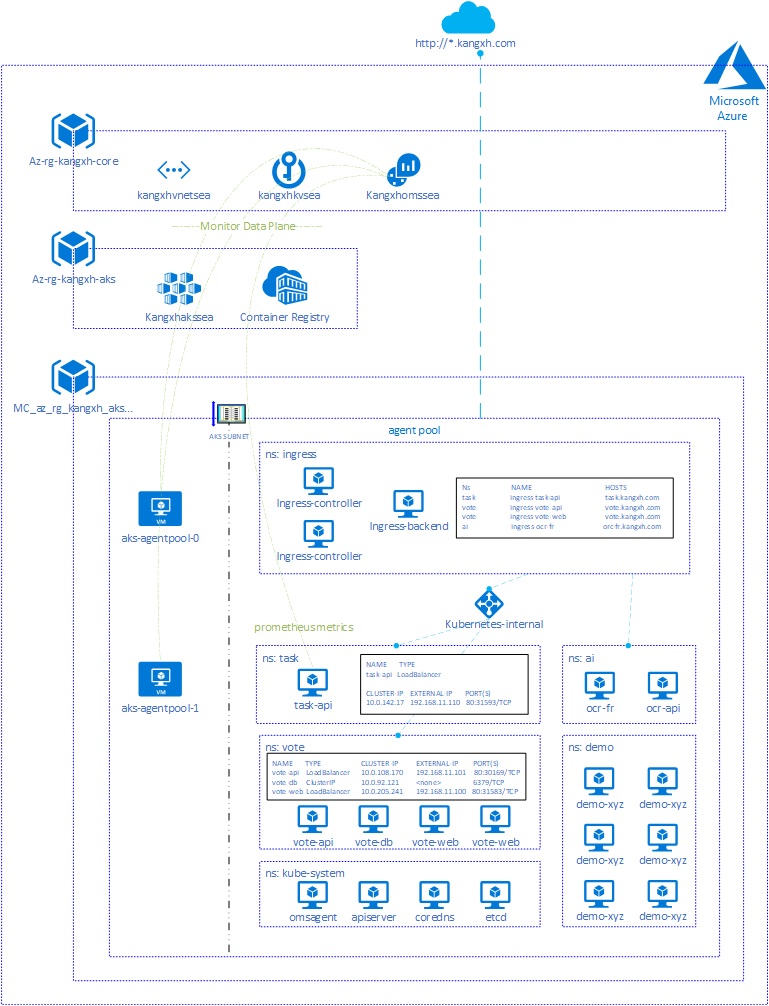 http://*.kangxh.com
Microsoft
Azure
Az-rg-kangxh-core
kangxhvnetsea
kangxhkvsea
Kangxhomssea
Monitor Data Plane
Az-rg-kangxh-aks
Kangxhakssea
Container Registry
MC_az_rg_kangxh_aks...
AKS SUBNET
agent pool
ns: ingress
Ingress-controller
Ingress-backend
Ingress-controller
Ns NAME HOSTS
task ingress-task-api task.kangxh.com
vote ingress-vote-api vote.kangxh.com
vote ingress-vote-web vote.kangxh.com
ai ingress-ocr-fr orc-fr.kangxh.com
VM
aks-agentpool-0
Kubernetes-internal
prometheusmetrics
ns: task
task-api
NAME TYPE
task-api LoadBalancer
CLUSTER-IP EXTERNAL-IP PORT(S)
10.0.142.17 192.168.11.110 80:31593/TCP
ns: ai
ocr-fr
ocr-api
VM
aks-agentpool-1
ns: vote
NAME TYPE CLUSTER-IP EXTERNAL-IP PORT(S)
vote-api LoadBalancer 10.0.108.170 192.168.11.101 80:30169/TCP
vote-db ClusterIP 10.0.92.121 <none> 6379/TCP
vote-web LoadBalancer 10.0.205.241 192.168.11.100 80:31583/TCP
vote-api
vote-db
vote-web
vote-web
ns: demo
demo-xyz
demo-xyz
demo-xyz
demo-xyz
demo-xyz
demo-xyz
ns: kube-system
omsagent
apiserver
coredns
etcd